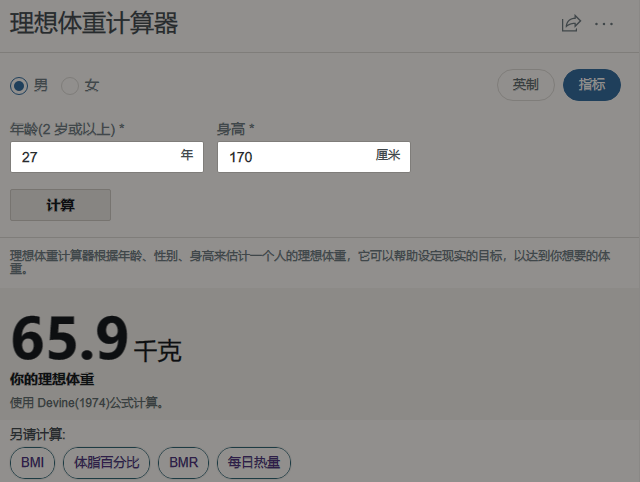 理想体重计算器
男 女 英制 指标
年龄(2 岁或以上) * 身高 *
27 年 170 厘米
计算
理想体重计算器根据年龄、性别、身高来估计一个人的理想体重，它可以帮助设定现实的目标，以达到你想要的体
重。
65.9 千克
你的理想体重
使用 Devine(1974)公式计算。
另请计算:
BMI 体脂百分比 BMR 每日热量